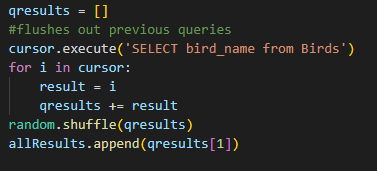 qresults = []
#flushes out previous queries
cursor.execute('SELECT bird_name from Birds')
for i in cursor:
    result = i
    qresults += result
random.shuffle(qresults)
allResults.append(qresults[1])